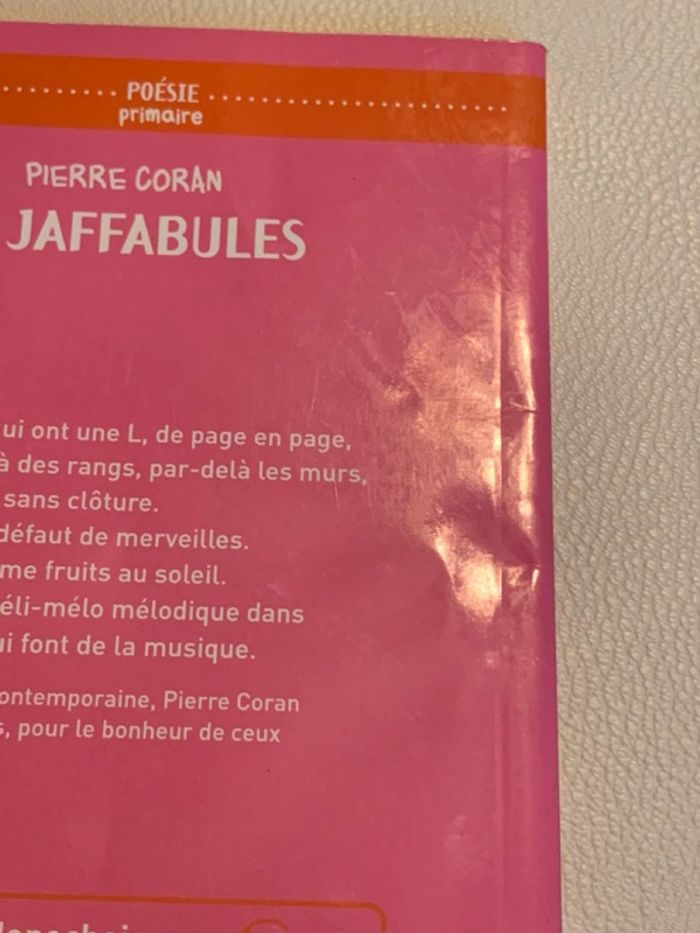 POÉSIE
primaire
PIERRE CORAN
JAFFABULES
ui ont une L, de page en page,
à des rangs, par-delà les murs,
sans clôture.
défaut de merveilles.
me fruits au soleil.
éli-mélo mélodique dans
ui font de la musique.
ontemporaine, Pierre Coran
s, pour le bonheur de ceux